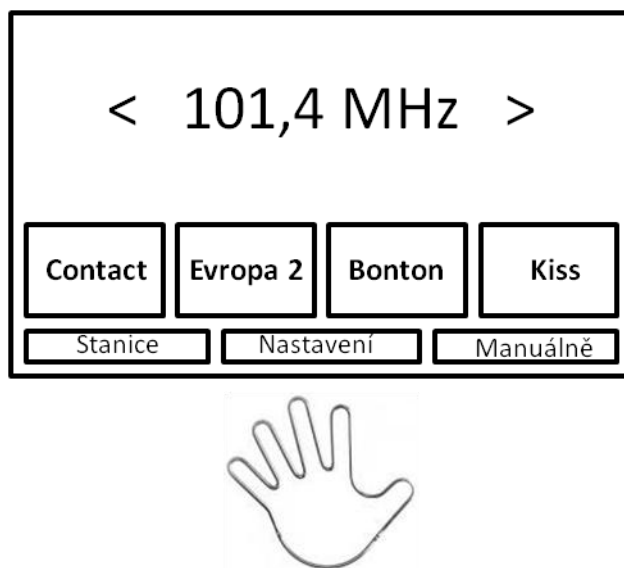 < 101,4 MHz >
Contact Evropa 2 Bonton Kiss
Stanice Nastavení Manuálně